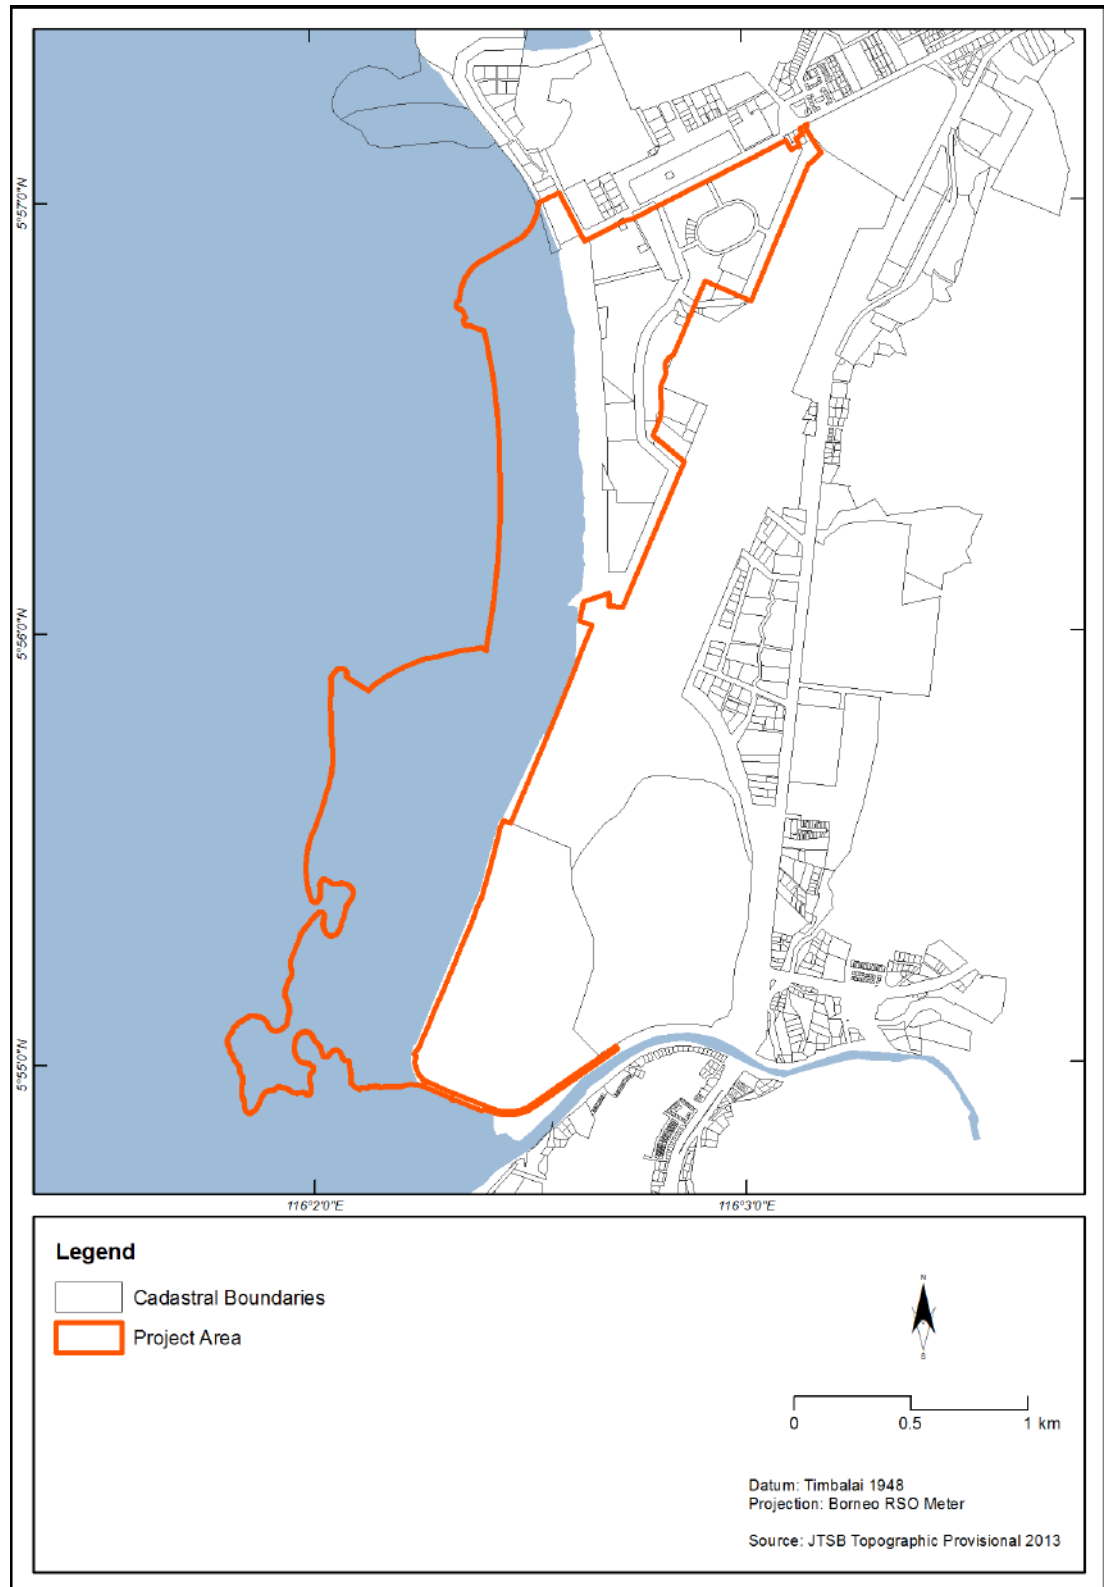 5°57'0"N
5°56'0"N
5°55'0"N
116°2'0"E
116°3'0"E
Legend
Cadastral Boundaries
Project Area
N
S
0 0.5 1 km
Datum: Timbalai 1948
Projection: Borneo RSO Meter
Source: JTSB Topographic Provisional 2013